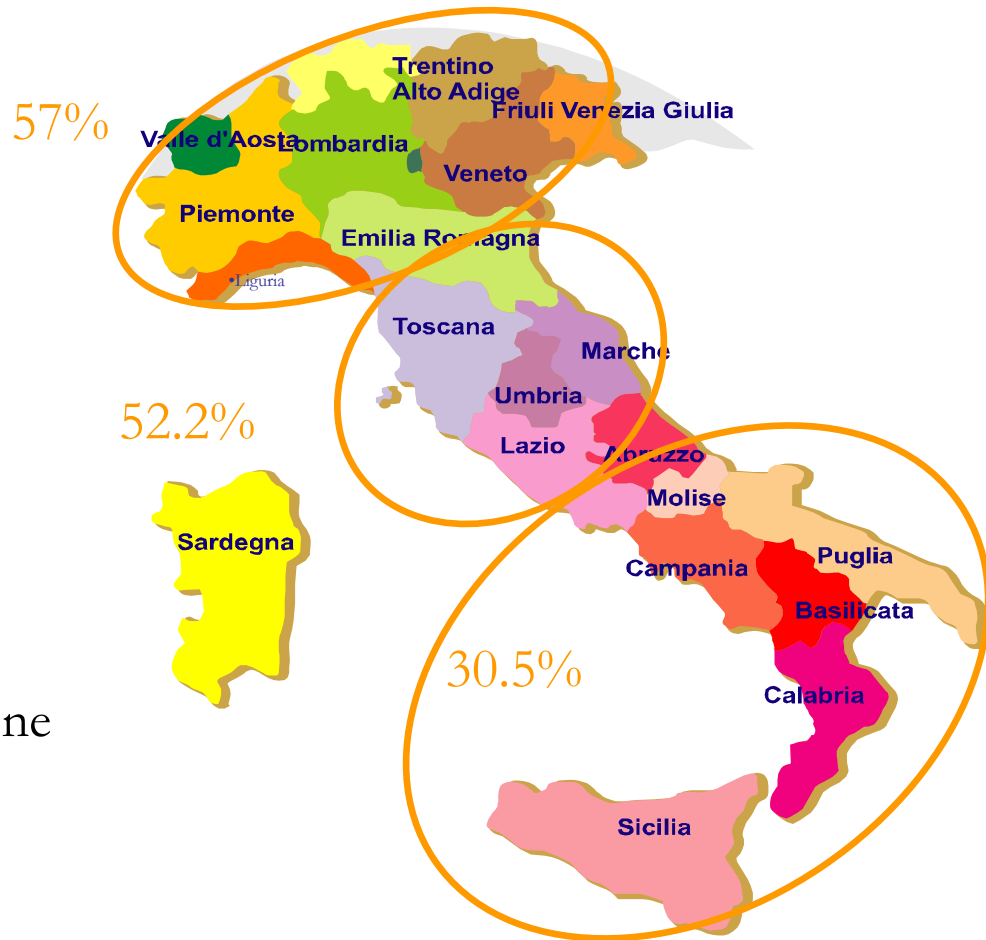 Trentino
Alto Adige
57%
Friuli Venezia Giulia
Valle d'Aosta
Lombardia
Veneto
Piemonte
Emilia Romagna
•Liguria
Toscana
Marche
Umbria
52.2%
Lazio
Abruzzo
Molise
Sardegna
Puglia
Campania
Basilicata
30.5%
Calabria
ne
Sicilia